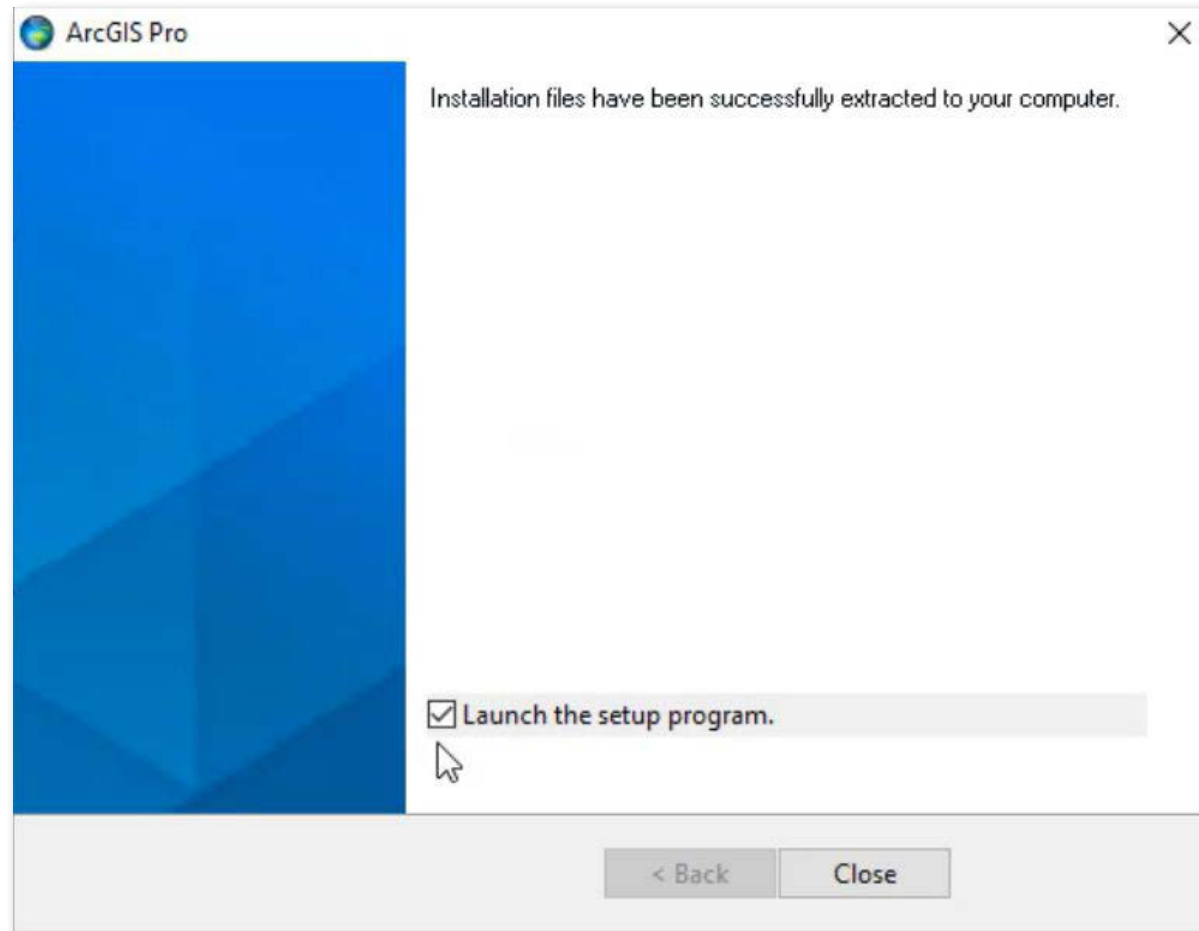 ArcGIS Pro
Installation files have been successfully extracted to your computer.
Launch the setup program.
< Back
Close